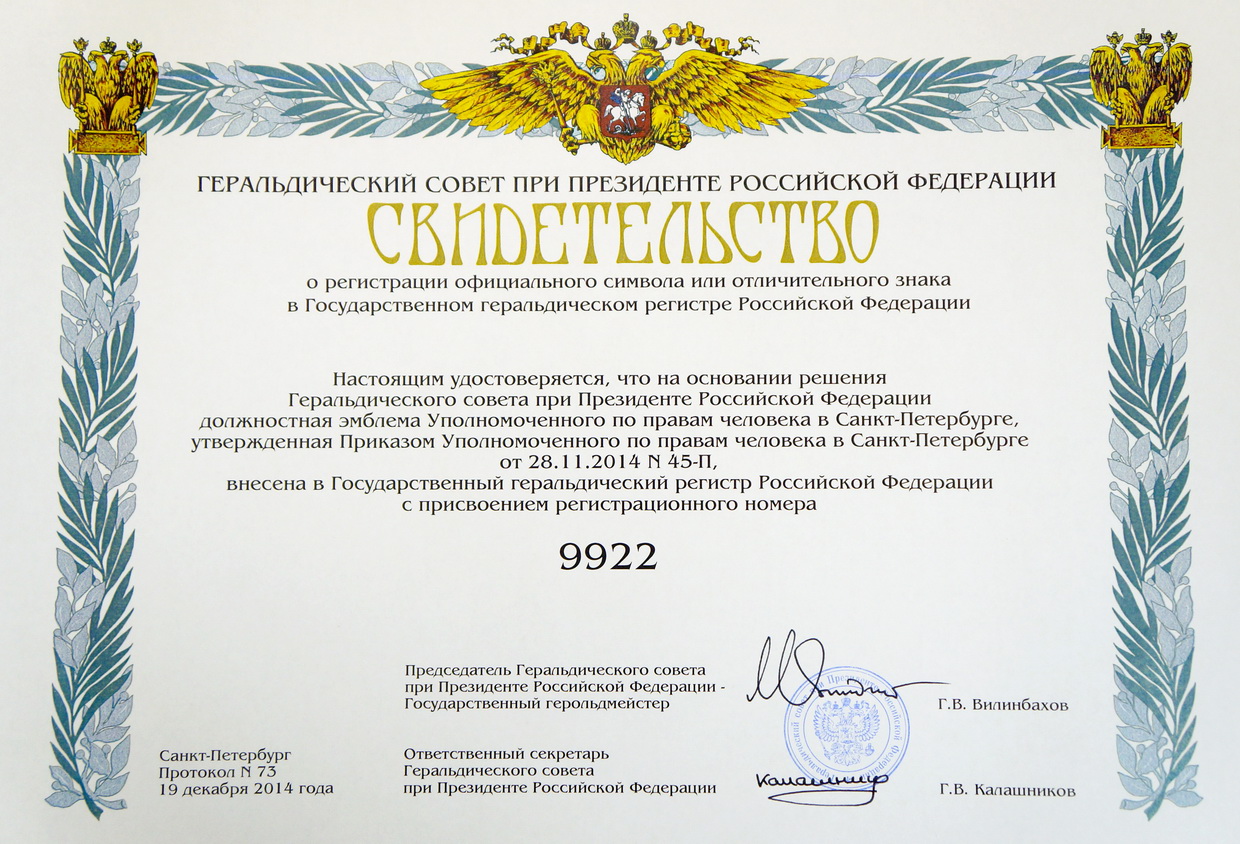 ГЕРАЛЬДИЧЕСКИЙ СОВЕТ ПРИ ПРЕЗИДЕНТЕ РОССИЙСКОЙ ФЕДЕРАЦИИ
СВИДЕТЕЛЬСТВО
о регистрации официального символа или отличительного знака
в Государственном геральдическом регистре Российской Федерации
Настоящим удостоверяется, что на основании решения
Геральдического совета при Президенте Российской Федерации
должностная эмблема Уполномоченного по правам человека в Санкт-Петербурге,
утвержденная Приказом Уполномоченного по правам человека в Санкт-Петербурге
от 28.11.2014 N 45-П,
внесена в Государственный геральдический регистр Российской Федерации
с присвоением регистрационного номера
9922
Председатель Геральдического совета
при Президенте Российской Федерации -
Государственный герольдмейстер
Г.В. Вилинбахов
Санкт-Петербург
Протокол N 73
19 декабря 2014 года
Ответственный секретарь
Геральдического совета
при Президенте Российской Федерации
Г.В. Калашников